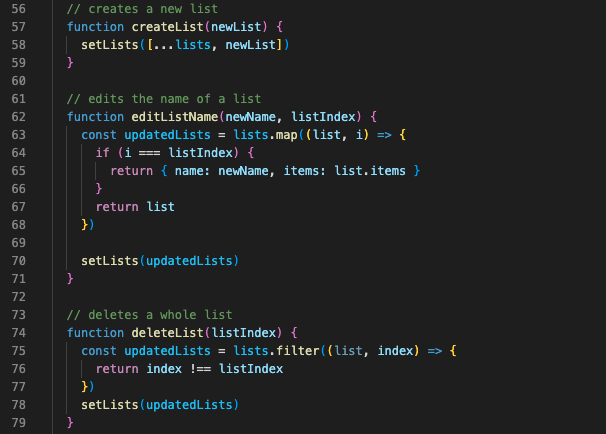 56 // creates a new list
57 function createList(newList) {
58 setLists([...lists, newList])
59 }
60
61 // edits the name of a list
62 function editListName(newName, listIndex) {
63 const updatedLists = lists.map((list, i) => {
64 if (i === listIndex) {
65 return { name: newName, items: list.items }
66 }
67 return list
68 })
69
70 setLists(updatedLists)
71 }
72
73 // deletes a whole list
74 function deleteList(listIndex) {
75 const updatedLists = lists.filter((list, index) => {
76 return index !== listIndex
77 })
78 setLists(updatedLists)
79 }